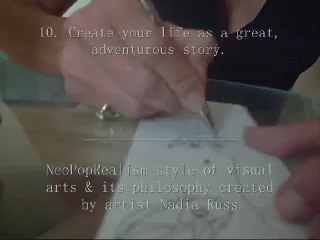 10. Create your life as a great,
adventurous story.
NeoPopRealism style of visual
arts & its philosophy created
by artist Nadia Russ